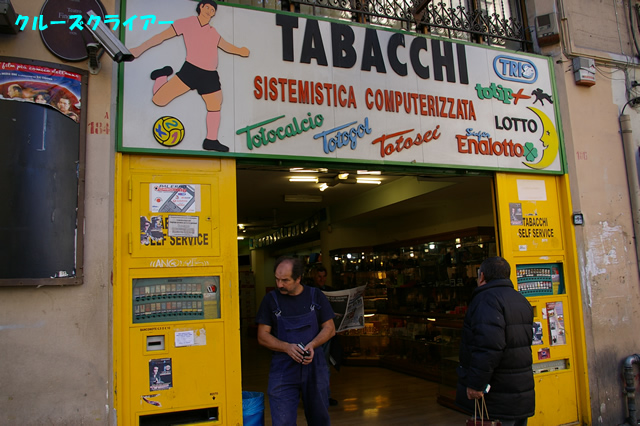 クルーズクライアー
TABACCHI
TRIS
SISTEMISTICA COMPUTERIZZATA
totip
Totocalcio
Totogol
Totosei
LOTTO
Super
Enalotto
184
TABACCHI
SELF SERVICE
SELF SERVICE